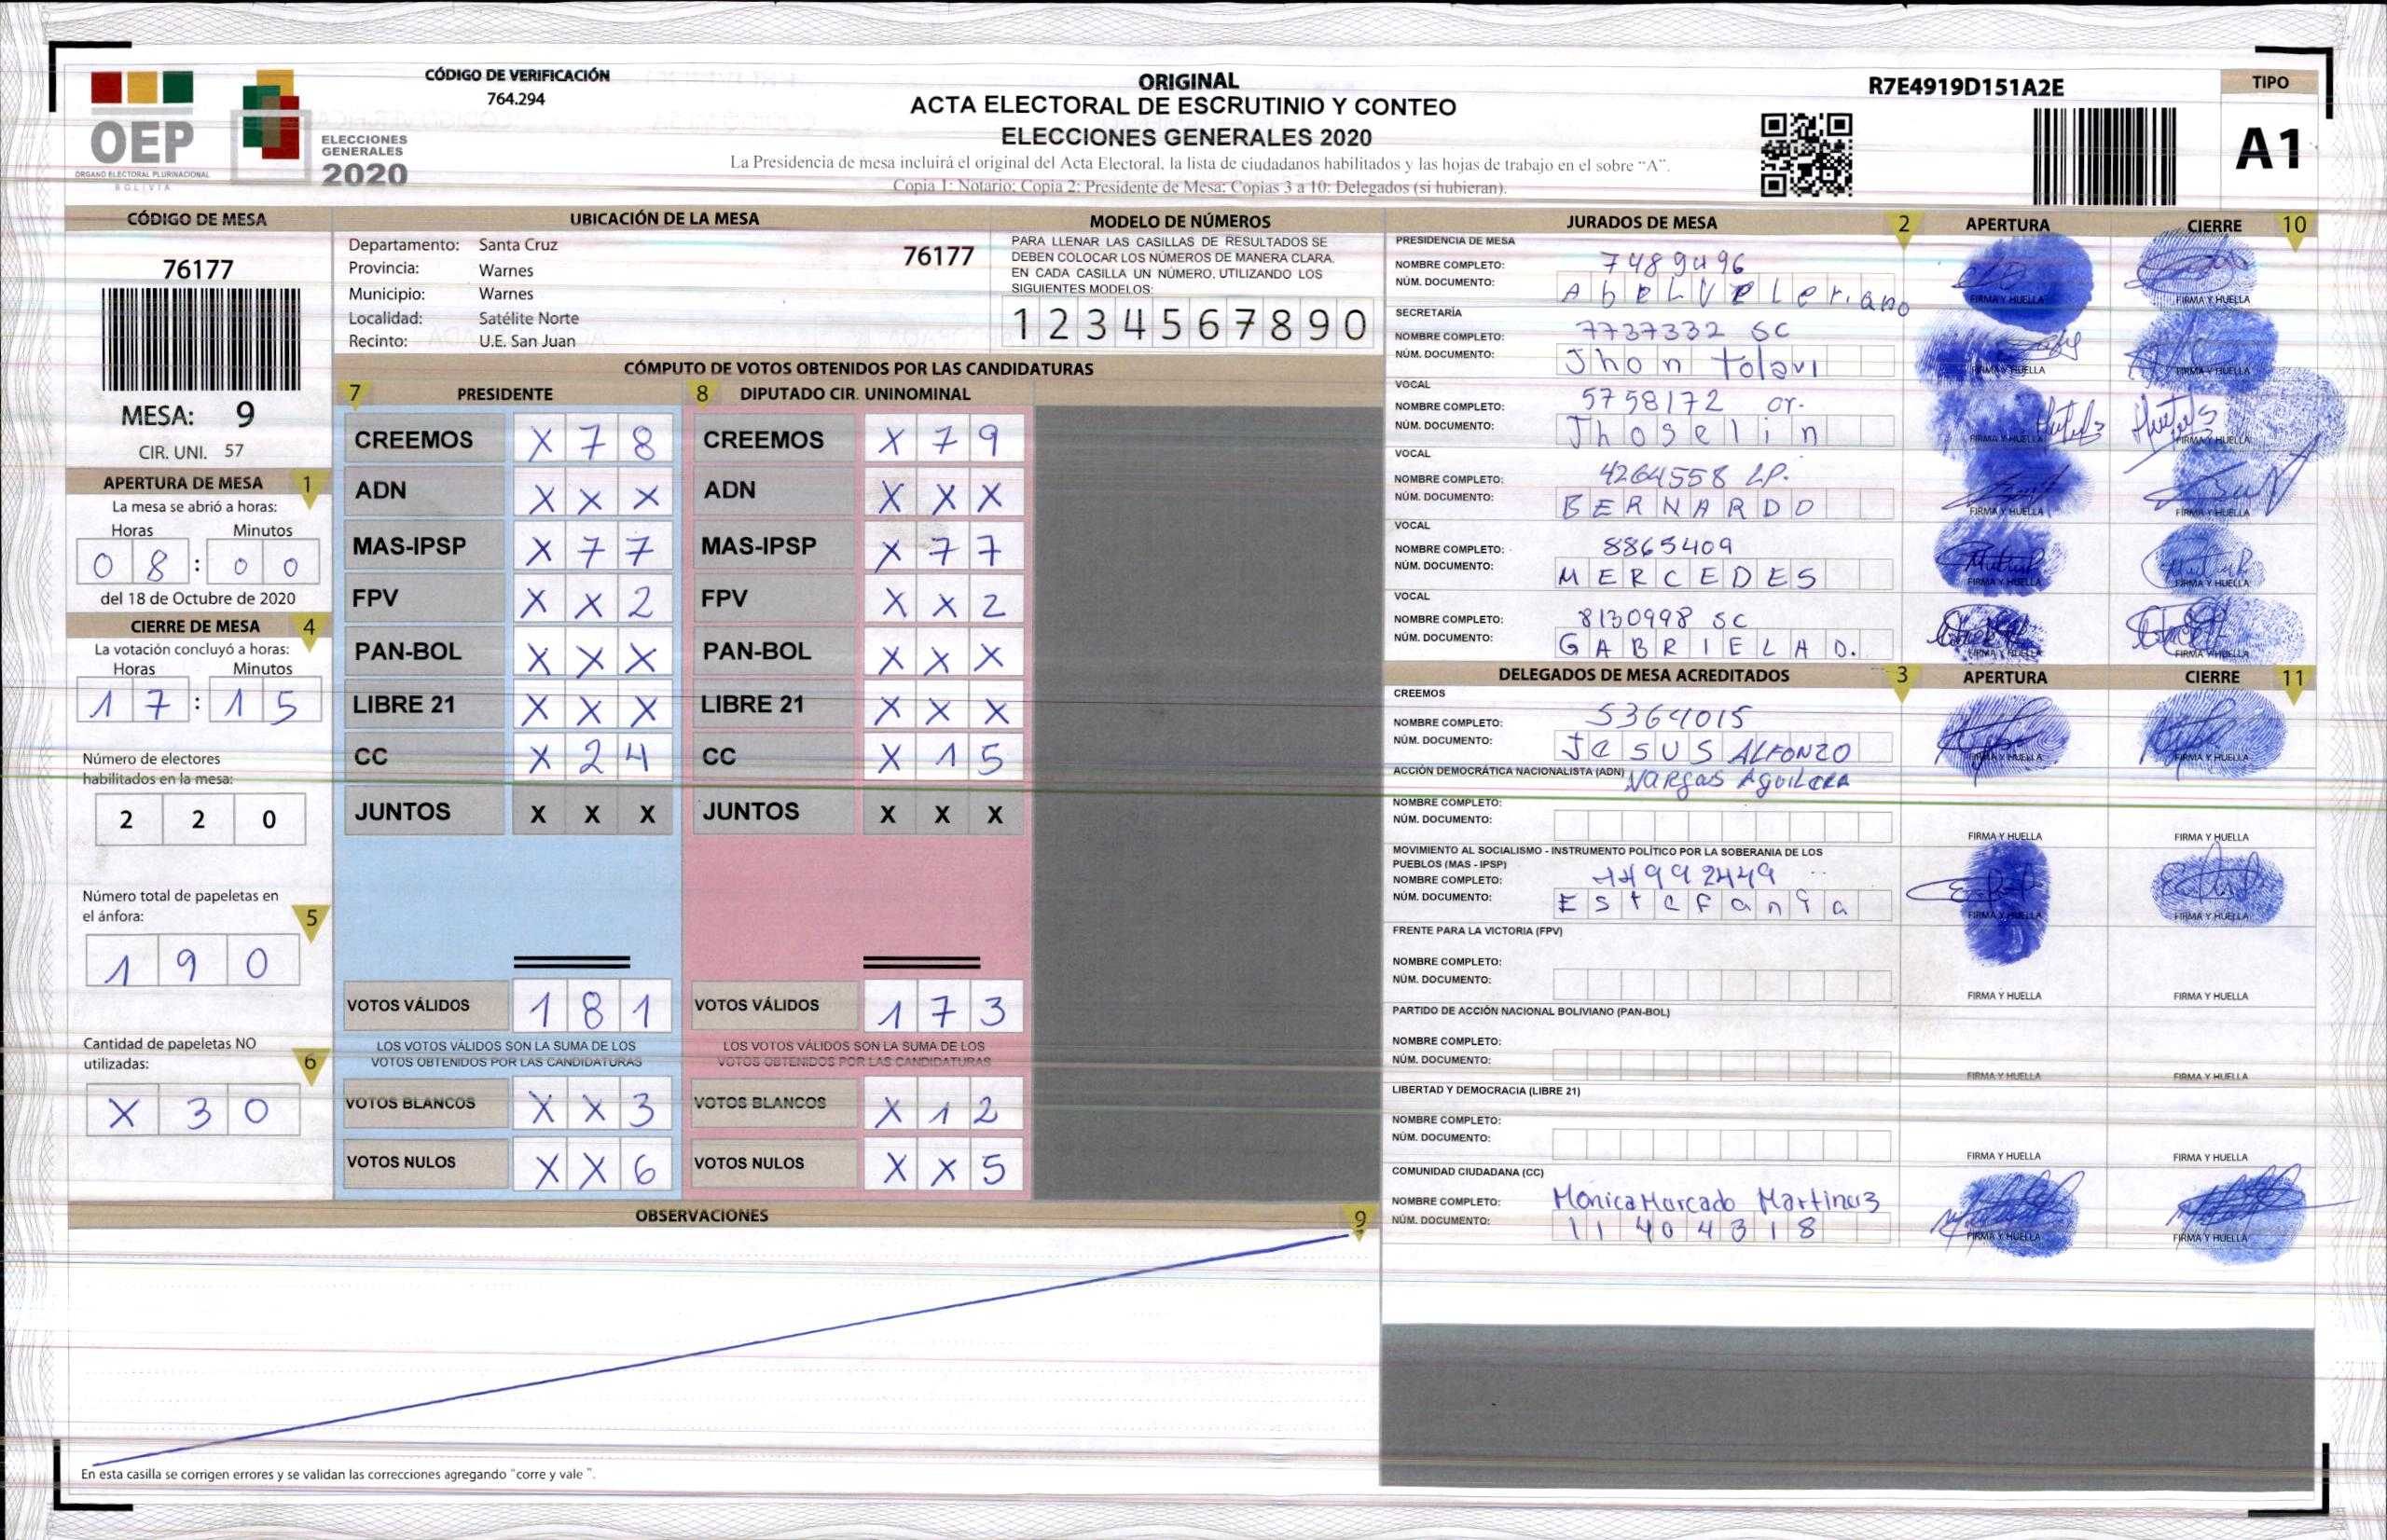 OEP
ÓRGANO ELECTORAL PLURINACIONAL
BOLIVIA
ELECCIONES
GENERALES
2020
CÓDIGO DE VERIFICACIÓN
764.294
ORIGINAL
ACTA ELECTORAL DE ESCRUTINIO Y CONTEO
ELECCIONES GENERALES 2020
La Presidencia de mesa incluirá el original del Acta Electoral, la lista de ciudadanos habilitados y las hojas de trabajo en el sobre "A".
Copia 1: Notario; Copia 2: Presidente de Mesa; Copias 3 a 10: Delegados (si hubieran).
R7E4919D151A2E
TIPO
A1
CÓDIGO DE MESA
76177
MESA: 9
CIR. UNI. 57
APERTURA DE MESA 1
La mesa se abrió a horas:
Horas Minutos
0 8 : 0 0
del 18 de Octubre de 2020
CIERRE DE MESA 4
La votación concluyó a horas:
Horas Minutos
1 7 : 1 5
Número de electores
habilitados en la mesa:
2 2 0
Número total de papeletas en
el ánfora: 5
1 9 0
Cantidad de papeletas NO
utilizadas: 6
X 3 0
UBICACIÓN DE LA MESA
Departamento: Santa Cruz 76177
Provincia: Warnes
Municipio: Warnes
Localidad: Satélite Norte
Recinto: U.E. San Juan
MODELO DE NÚMEROS
PARA LLENAR LAS CASILLAS DE RESULTADOS SE
DEBEN COLOCAR LOS NÚMEROS DE MANERA CLARA.
EN CADA CASILLA UN NÚMERO, UTILIZANDO LOS
SIGUIENTES MODELOS:
1 2 3 4 5 6 7 8 9 0
CÓMPUTO DE VOTOS OBTENIDOS POR LAS CANDIDATURAS
7 PRESIDENTE 8 DIPUTADO CIR. UNINOMINAL
CREEMOS X 7 8 CREEMOS X 7 9
ADN X X X ADN X X X
MAS-IPSP X 7 7 MAS-IPSP X 7 7
FPV X X 2 FPV X X 2
PAN-BOL X X X PAN-BOL X X X
LIBRE 21 X X X LIBRE 21 X X X
CC X 2 4 CC X 1 5
JUNTOS X X X JUNTOS X X X
VOTOS VÁLIDOS 1 8 1 VOTOS VÁLIDOS 1 7 3
LOS VOTOS VÁLIDOS SON LA SUMA DE LOS LOS VOTOS VÁLIDOS SON LA SUMA DE LOS
VOTOS OBTENIDOS POR LAS CANDIDATURAS VOTOS OBTENIDOS POR LAS CANDIDATURAS
VOTOS BLANCOS X X 3 VOTOS BLANCOS X 1 2
VOTOS NULOS X X 6 VOTOS NULOS X X 5
OBSERVACIONES 9
En esta casilla se corrigen errores y se validan las correcciones agregando "corre y vale ".
JURADOS DE MESA 2 APERTURA CIERRE 10
PRESIDENCIA DE MESA
NOMBRE COMPLETO: 7489496
NÚM. DOCUMENTO: Abel Veleriano
FIRMA Y HUELLA FIRMA Y HUELLA
SECRETARÍA
NOMBRE COMPLETO: 7737332 SC
NÚM. DOCUMENTO: Jhon Tolavi
FIRMA Y HUELLA FIRMA Y HUELLA
VOCAL
NOMBRE COMPLETO: 5758172 or.
NÚM. DOCUMENTO: Jhoselin
FIRMA Y HUELLA FIRMA Y HUELLA
VOCAL
NOMBRE COMPLETO: 4264558 LP.
NÚM. DOCUMENTO: BERNARDO
FIRMA Y HUELLA FIRMA Y HUELLA
VOCAL
NOMBRE COMPLETO: 8865409
NÚM. DOCUMENTO: MERCEDES
FIRMA Y HUELLA FIRMA Y HUELLA
VOCAL
NOMBRE COMPLETO: 8130998 SC
NÚM. DOCUMENTO: GABRIELA D.
FIRMA Y HUELLA FIRMA Y HUELLA
DELEGADOS DE MESA ACREDITADOS 3 APERTURA CIERRE 11
CREEMOS
NOMBRE COMPLETO: 5364015
NÚM. DOCUMENTO: JESUS ALFONZO
FIRMA Y HUELLA FIRMA Y HUELLA
ACCIÓN DEMOCRÁTICA NACIONALISTA (ADN) Vargas Aguilera
NOMBRE COMPLETO:
NÚM. DOCUMENTO:
FIRMA Y HUELLA FIRMA Y HUELLA
MOVIMIENTO AL SOCIALISMO - INSTRUMENTO POLÍTICO POR LA SOBERANIA DE LOS
PUEBLOS (MAS - IPSP)
NOMBRE COMPLETO:
NÚM. DOCUMENTO: Estefania
FIRMA Y HUELLA FIRMA Y HUELLA
FRENTE PARA LA VICTORIA (FPV)
NOMBRE COMPLETO:
NÚM. DOCUMENTO:
FIRMA Y HUELLA FIRMA Y HUELLA
PARTIDO DE ACCIÓN NACIONAL BOLIVIANO (PAN-BOL)
NOMBRE COMPLETO:
NÚM. DOCUMENTO:
FIRMA Y HUELLA FIRMA Y HUELLA
LIBERTAD Y DEMOCRACIA (LIBRE 21)
NOMBRE COMPLETO:
NÚM. DOCUMENTO:
FIRMA Y HUELLA FIRMA Y HUELLA
COMUNIDAD CIUDADANA (CC)
NOMBRE COMPLETO: Monica Marcado Martinez
NÚM. DOCUMENTO: 11404318
FIRMA Y HUELLA FIRMA Y HUELLA